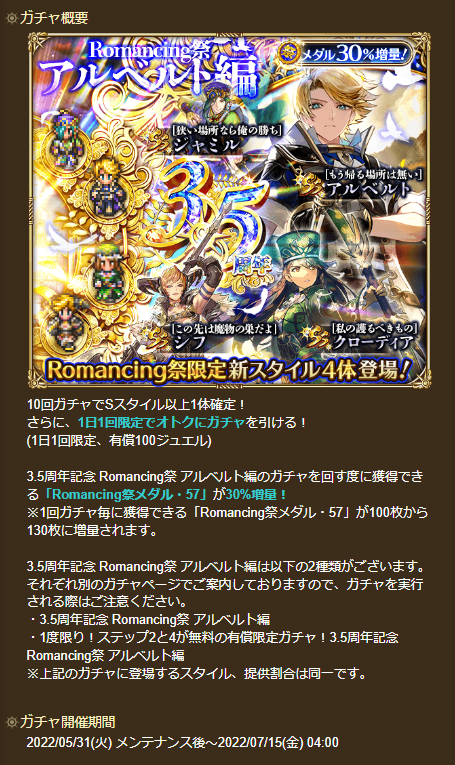 ガチャ概要
Romancing祭
アルベルト編
メダル30%増量!
[狭い場所なら俺の勝ち]
SS
ジャミル
[もう帰る場所は無い]
SS
アルベルト
3.5
周年
[この先は魔物の巣だよ]
SS
シフ
[私の護るべきもの]
SS
クローディア
Romancing祭限定新スタイル4体登場!
10回ガチャでSスタイル以上1体確定！
さらに、1日1回限定でオトクにガチャを引ける！
(1日1回限定、有償100ジュエル)
3.5周年記念 Romancing祭 アルベルト編のガチャを回す度に獲得でき
る「Romancing祭メダル・57」が30%増量！
※1回ガチャ毎に獲得できる「Romancing祭メダル・57」が100枚から
130枚に増量されます。
3.5周年記念 Romancing祭 アルベルト編は以下の2種類がございます。
それぞれ別のガチャページでご案内しておりますので、ガチャを実行
される際はご注意ください。
・3.5周年記念 Romancing祭 アルベルト編
・1度限り！ステップ2と4が無料の有償限定ガチャ！3.5周年記念
Romancing祭 アルベルト編
※上記のガチャに登場するスタイル、提供割合は同一です。
ガチャ開催期間
2022/05/31(火) メンテナンス後～2022/07/15(金) 04:00